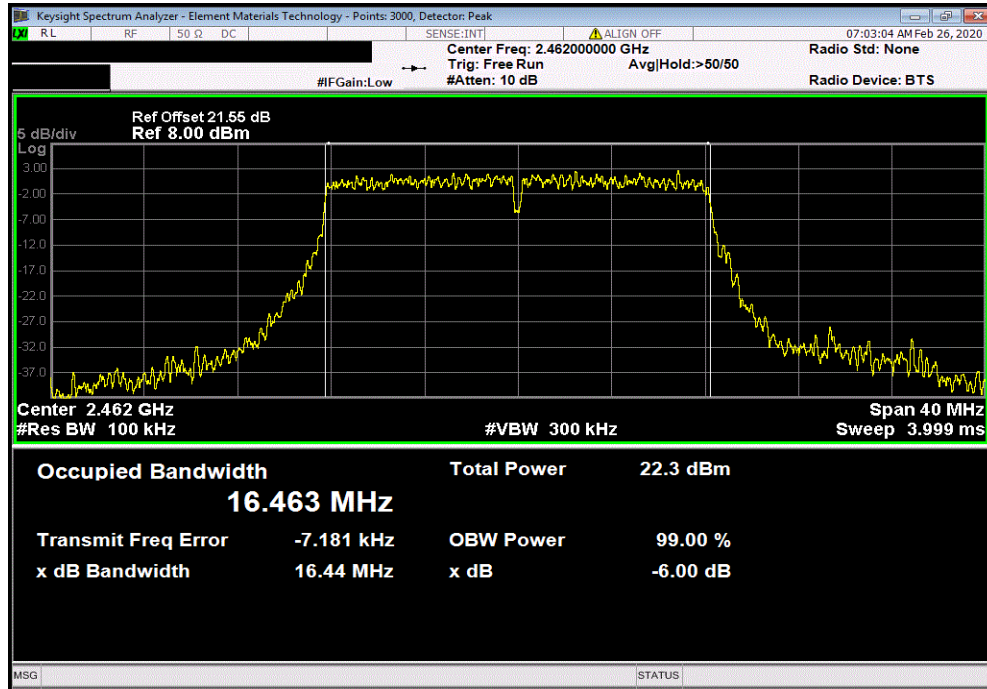 Keysight Spectrum Analyzer - Element Materials Technology - Points: 3000, Detector: Peak
LXI RL RF 50 Ω DC SENSE:INT ALIGN OFF 07:03:04 AM Feb 26, 2020
Center Freq: 2.462000000 GHz Radio Std: None
Trig: Free Run Avg|Hold:>50/50
#IFGain:Low #Atten: 10 dB Radio Device: BTS
Ref Offset 21.55 dB
5 dB/div Ref 8.00 dBm
Log
3.00
-2.00
-7.00
-12.0
-17.0
-22.0
-27.0
-32.0
-37.0
Center 2.462 GHz Span 40 MHz
#Res BW 100 kHz #VBW 300 kHz Sweep 3.999 ms
Occupied Bandwidth Total Power 22.3 dBm
16.463 MHz
Transmit Freq Error -7.181 kHz OBW Power 99.00 %
x dB Bandwidth 16.44 MHz x dB -6.00 dB
MSG STATUS